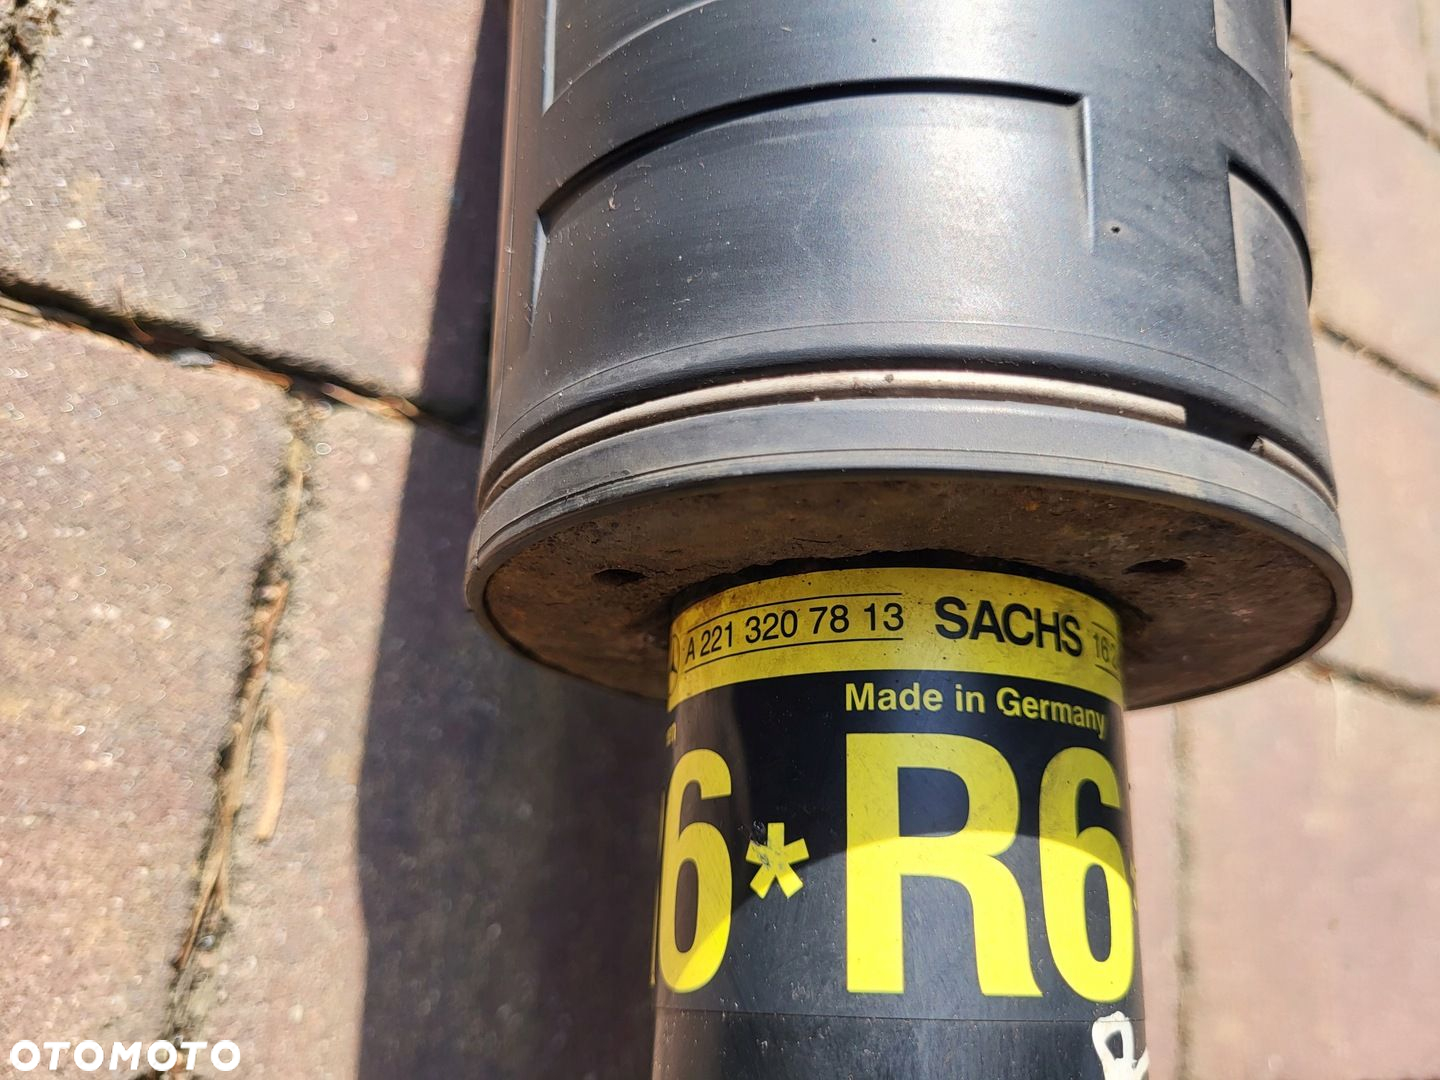 A 221 320 78 13 SACHS
Made in Germany
6*R6
OTOMOTO